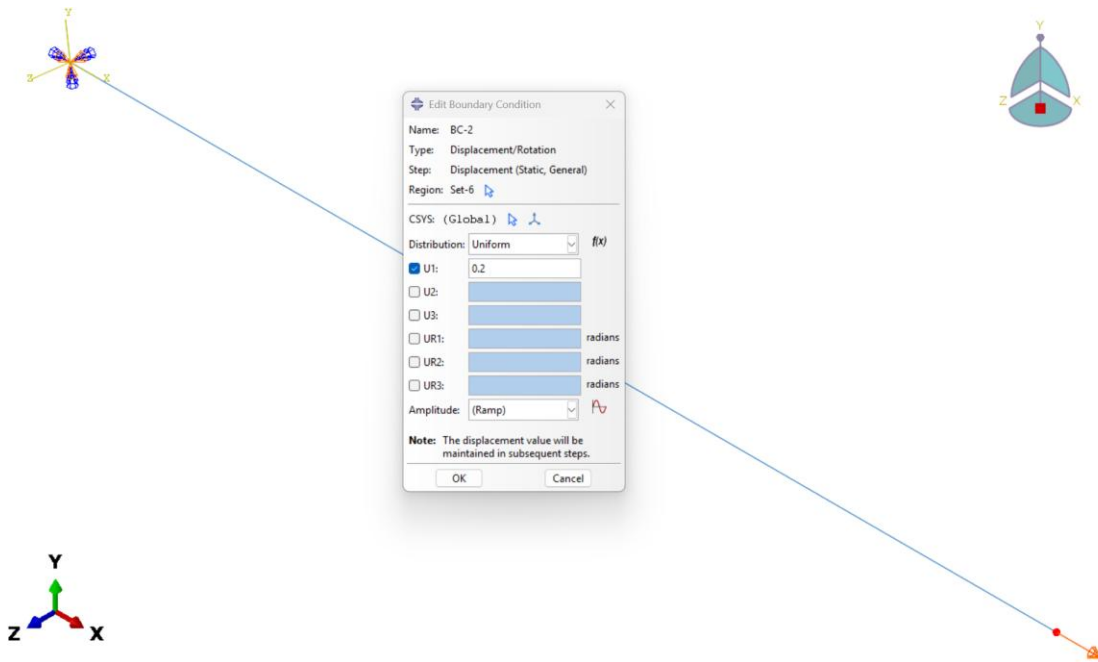 Y
Z
X
Y
Z
X
Edit Boundary Condition
Name: BC-2
Type: Displacement/Rotation
Step: Displacement (Static, General)
Region: Set-6
CSYS: (Global)
Distribution: Uniform f(x)
U1: 0.2
U2:
U3:
UR1: radians
UR2: radians
UR3: radians
Amplitude: (Ramp)
Note: The displacement value will be
maintained in subsequent steps.
OK Cancel
Y
Z X